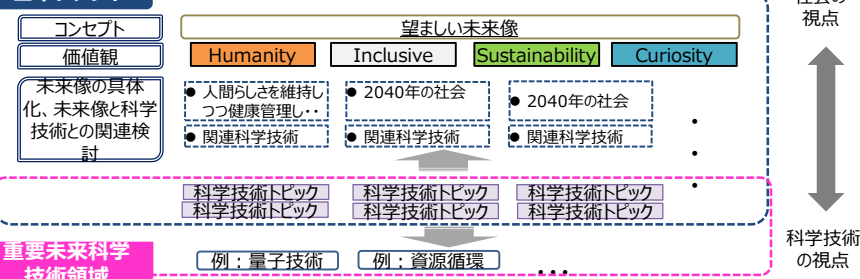 社会の
視点
コンセプト
望ましい未来像
価値観
Humanity
Inclusive
Sustainability
Curiosity
未来像の具体
化、未来像と科学
技術との関連検
討
● 人間らしさを維持し
つつ健康管理し・・
● 2040年の社会
● 2040年の社会
● 関連科学技術
● 関連科学技術
● 関連科学技術
・
・
・
科学技術トピック
科学技術トピック
科学技術トピック
科学技術トピック
科学技術トピック
科学技術トピック
科学技術
の視点
重要未来科学
技術領域
例：量子技術
例：資源循環
・・・